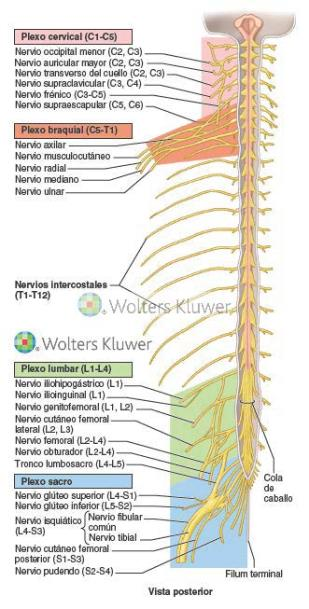 Plexo cervical (C1-C5)
Nervio occipital menor (C2, C3)
Nervio auricular mayor (C2, C3)
Nervio transverso del cuello (C2, C3)
Nervio supraclavicular (C3, C4)
Nervio frénico (C3-C5)
Nervio supraescapular (C5, C6)
Plexo braquial (C5-T1)
Nervio axilar
Nervio musculocutáneo
Nervio radial
Nervio mediano
Nervio ulnar
Nervios intercostales
(T1-T12)
Wolters Kluwer
Wolters Kluwer
Plexo lumbar (L1-L4)
Nervio iliohipogástrico (L1)
Nervio ilioinguinal (L1)
Nervio genitofemoral (L1, L2)
Nervio cutáneo femoral
lateral (L2, L3)
Nervio femoral (L2-L4)
Nervio obturador (L2-L4)
Tronco lumbosacro (L4-L5)
Plexo sacro
Nervio glúteo superior (L4-S1)
Nervio glúteo inferior (L5-S2)
Nervio isquiático
(L4-S3)
Nervio fibular
común
Nervio tibial
Nervio cutáneo femoral
posterior (S1-S3)
Nervio pudendo (S2-S4)
Cola
de
caballo
Filum terminal
Vista posterior